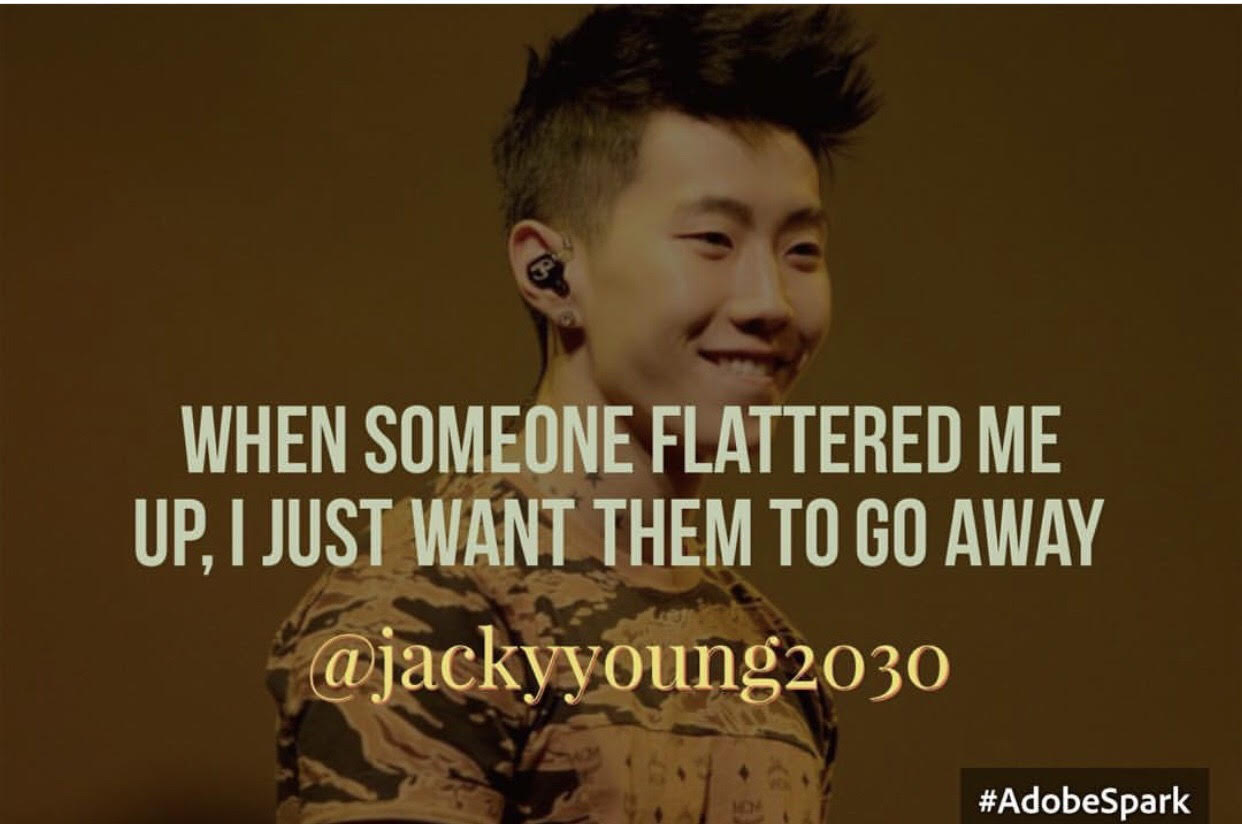 WHEN SOMEONE FLATTERED ME
UP, I JUST WANT THEM TO GO AWAY
@jackyyoung2030
#AdobeSpark